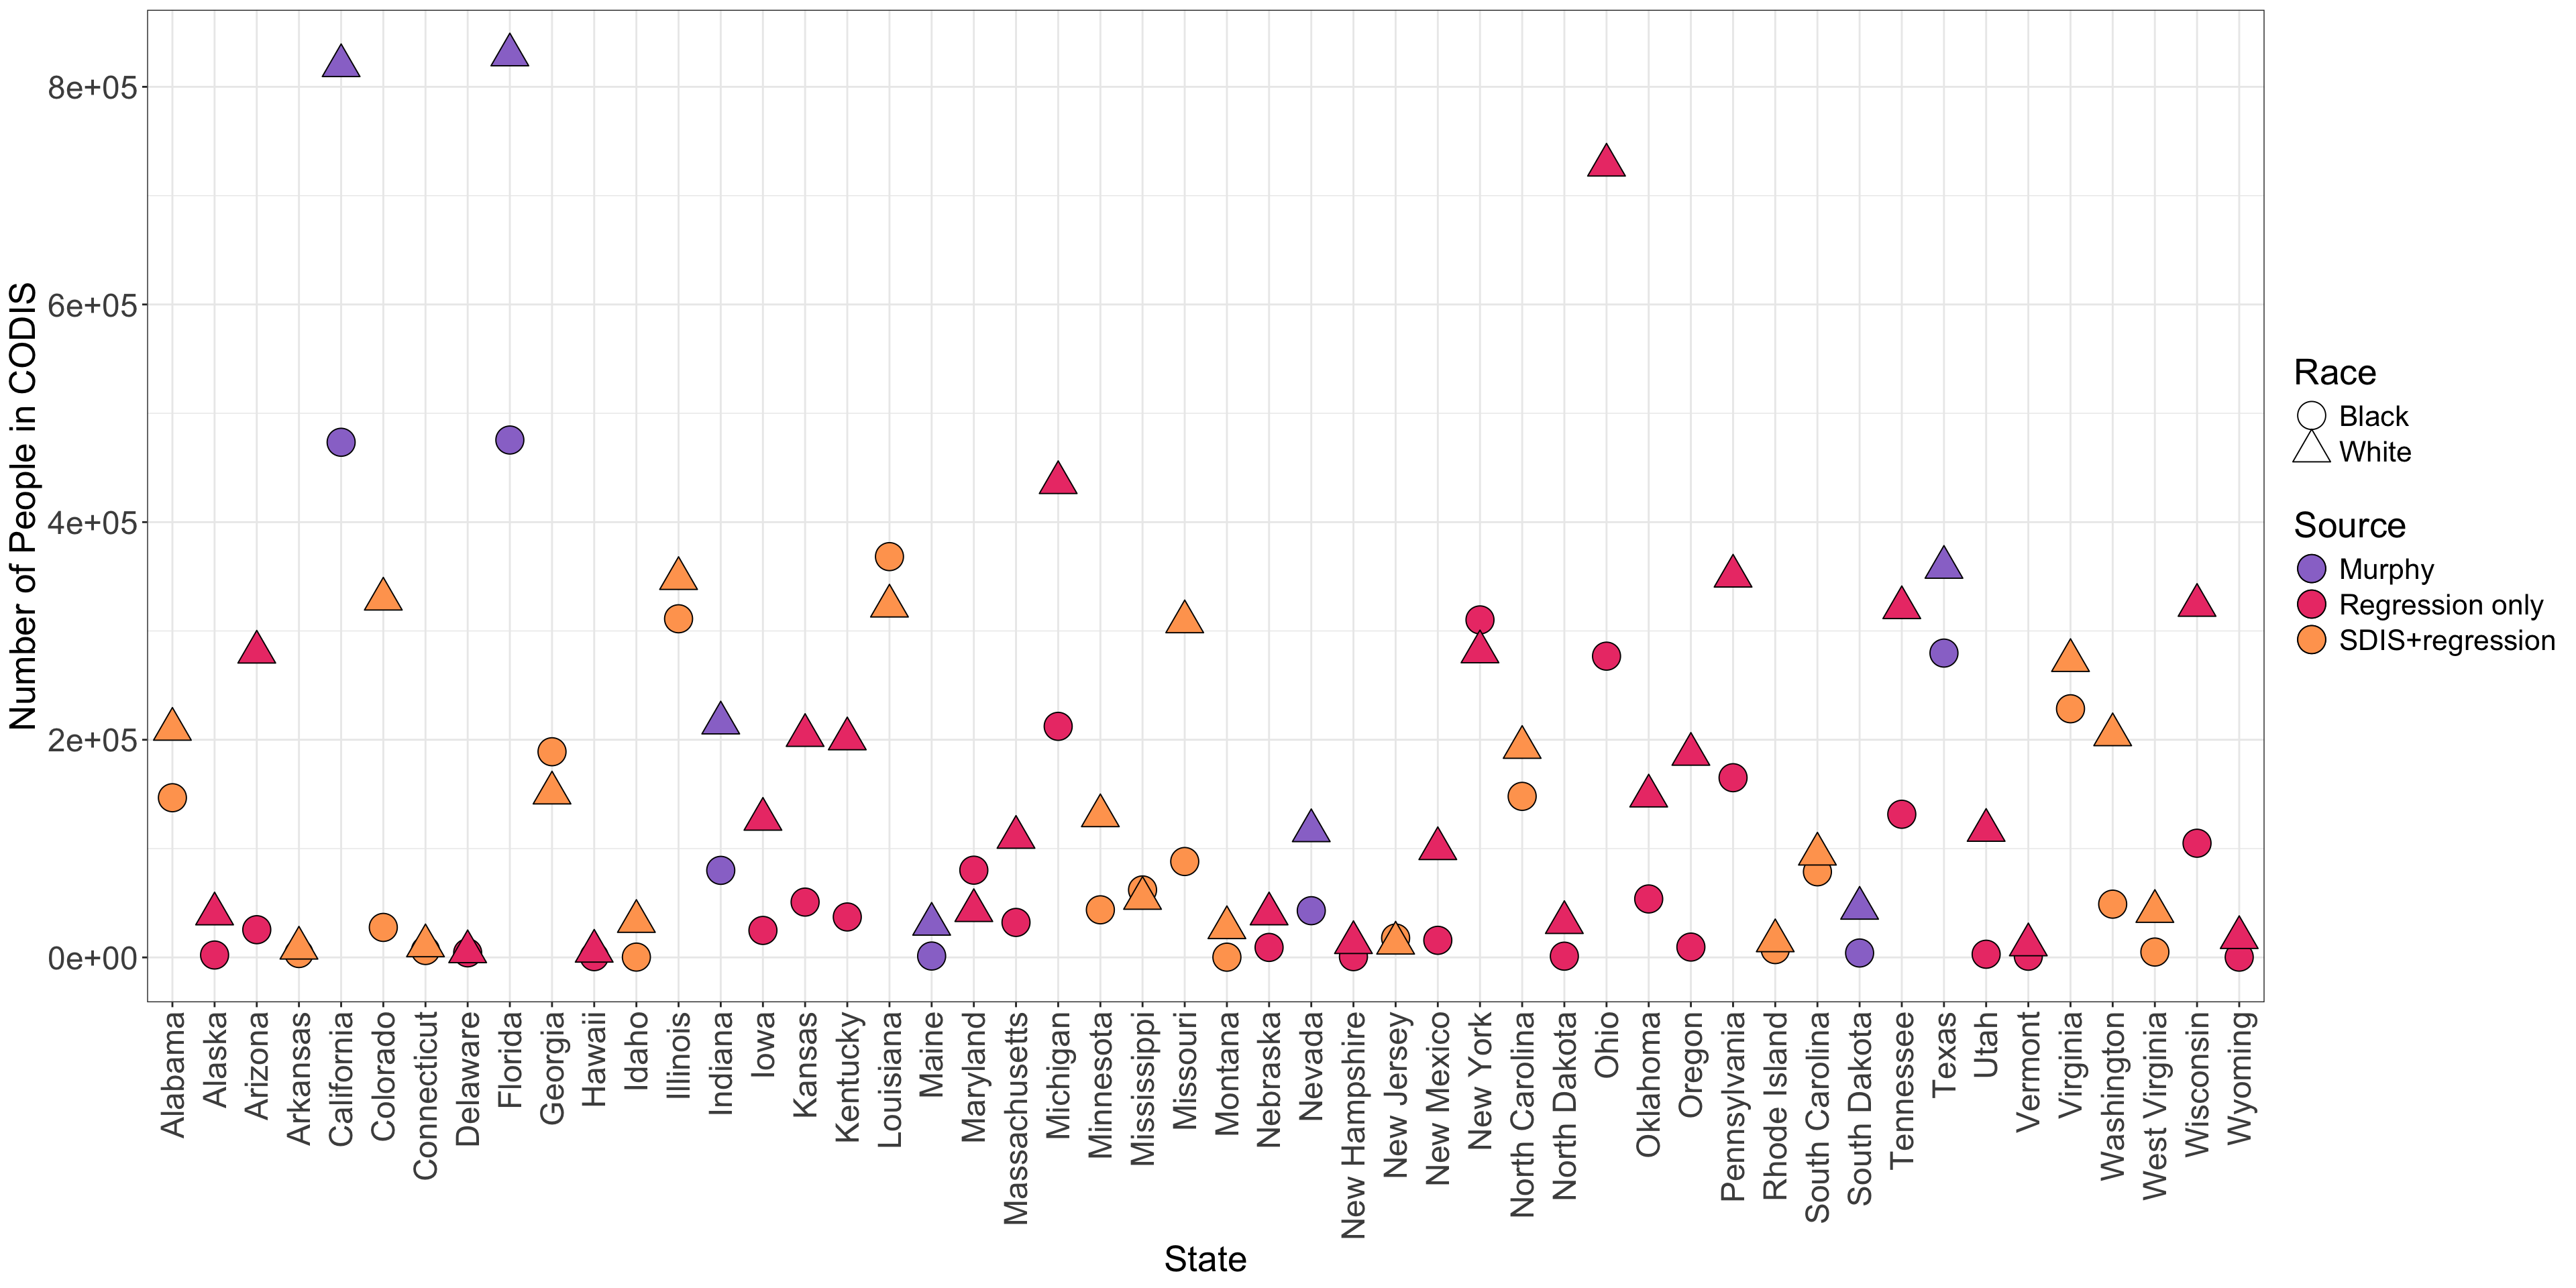 Number of People in CODIS
8e+05
6e+05
4e+05
2e+05
0e+00
Alabama
Alaska
Arizona
Arkansas
California
Colorado
Connecticut
Delaware
Florida
Georgia
Hawaii
Idaho
Illinois
Indiana
Iowa
Kansas
Kentucky
Louisiana
Maine
Maryland
Massachusetts
Michigan
Minnesota
Mississippi
Missouri
Montana
Nebraska
Nevada
New Hampshire
New Jersey
New Mexico
New York
North Carolina
North Dakota
Ohio
Oklahoma
Oregon
Pennsylvania
Rhode Island
South Carolina
South Dakota
Tennessee
Texas
Utah
Vermont
Virginia
Washington
West Virginia
Wisconsin
Wyoming
State
Race
Black
White
Source
Murphy
Regression only
SDIS+regression